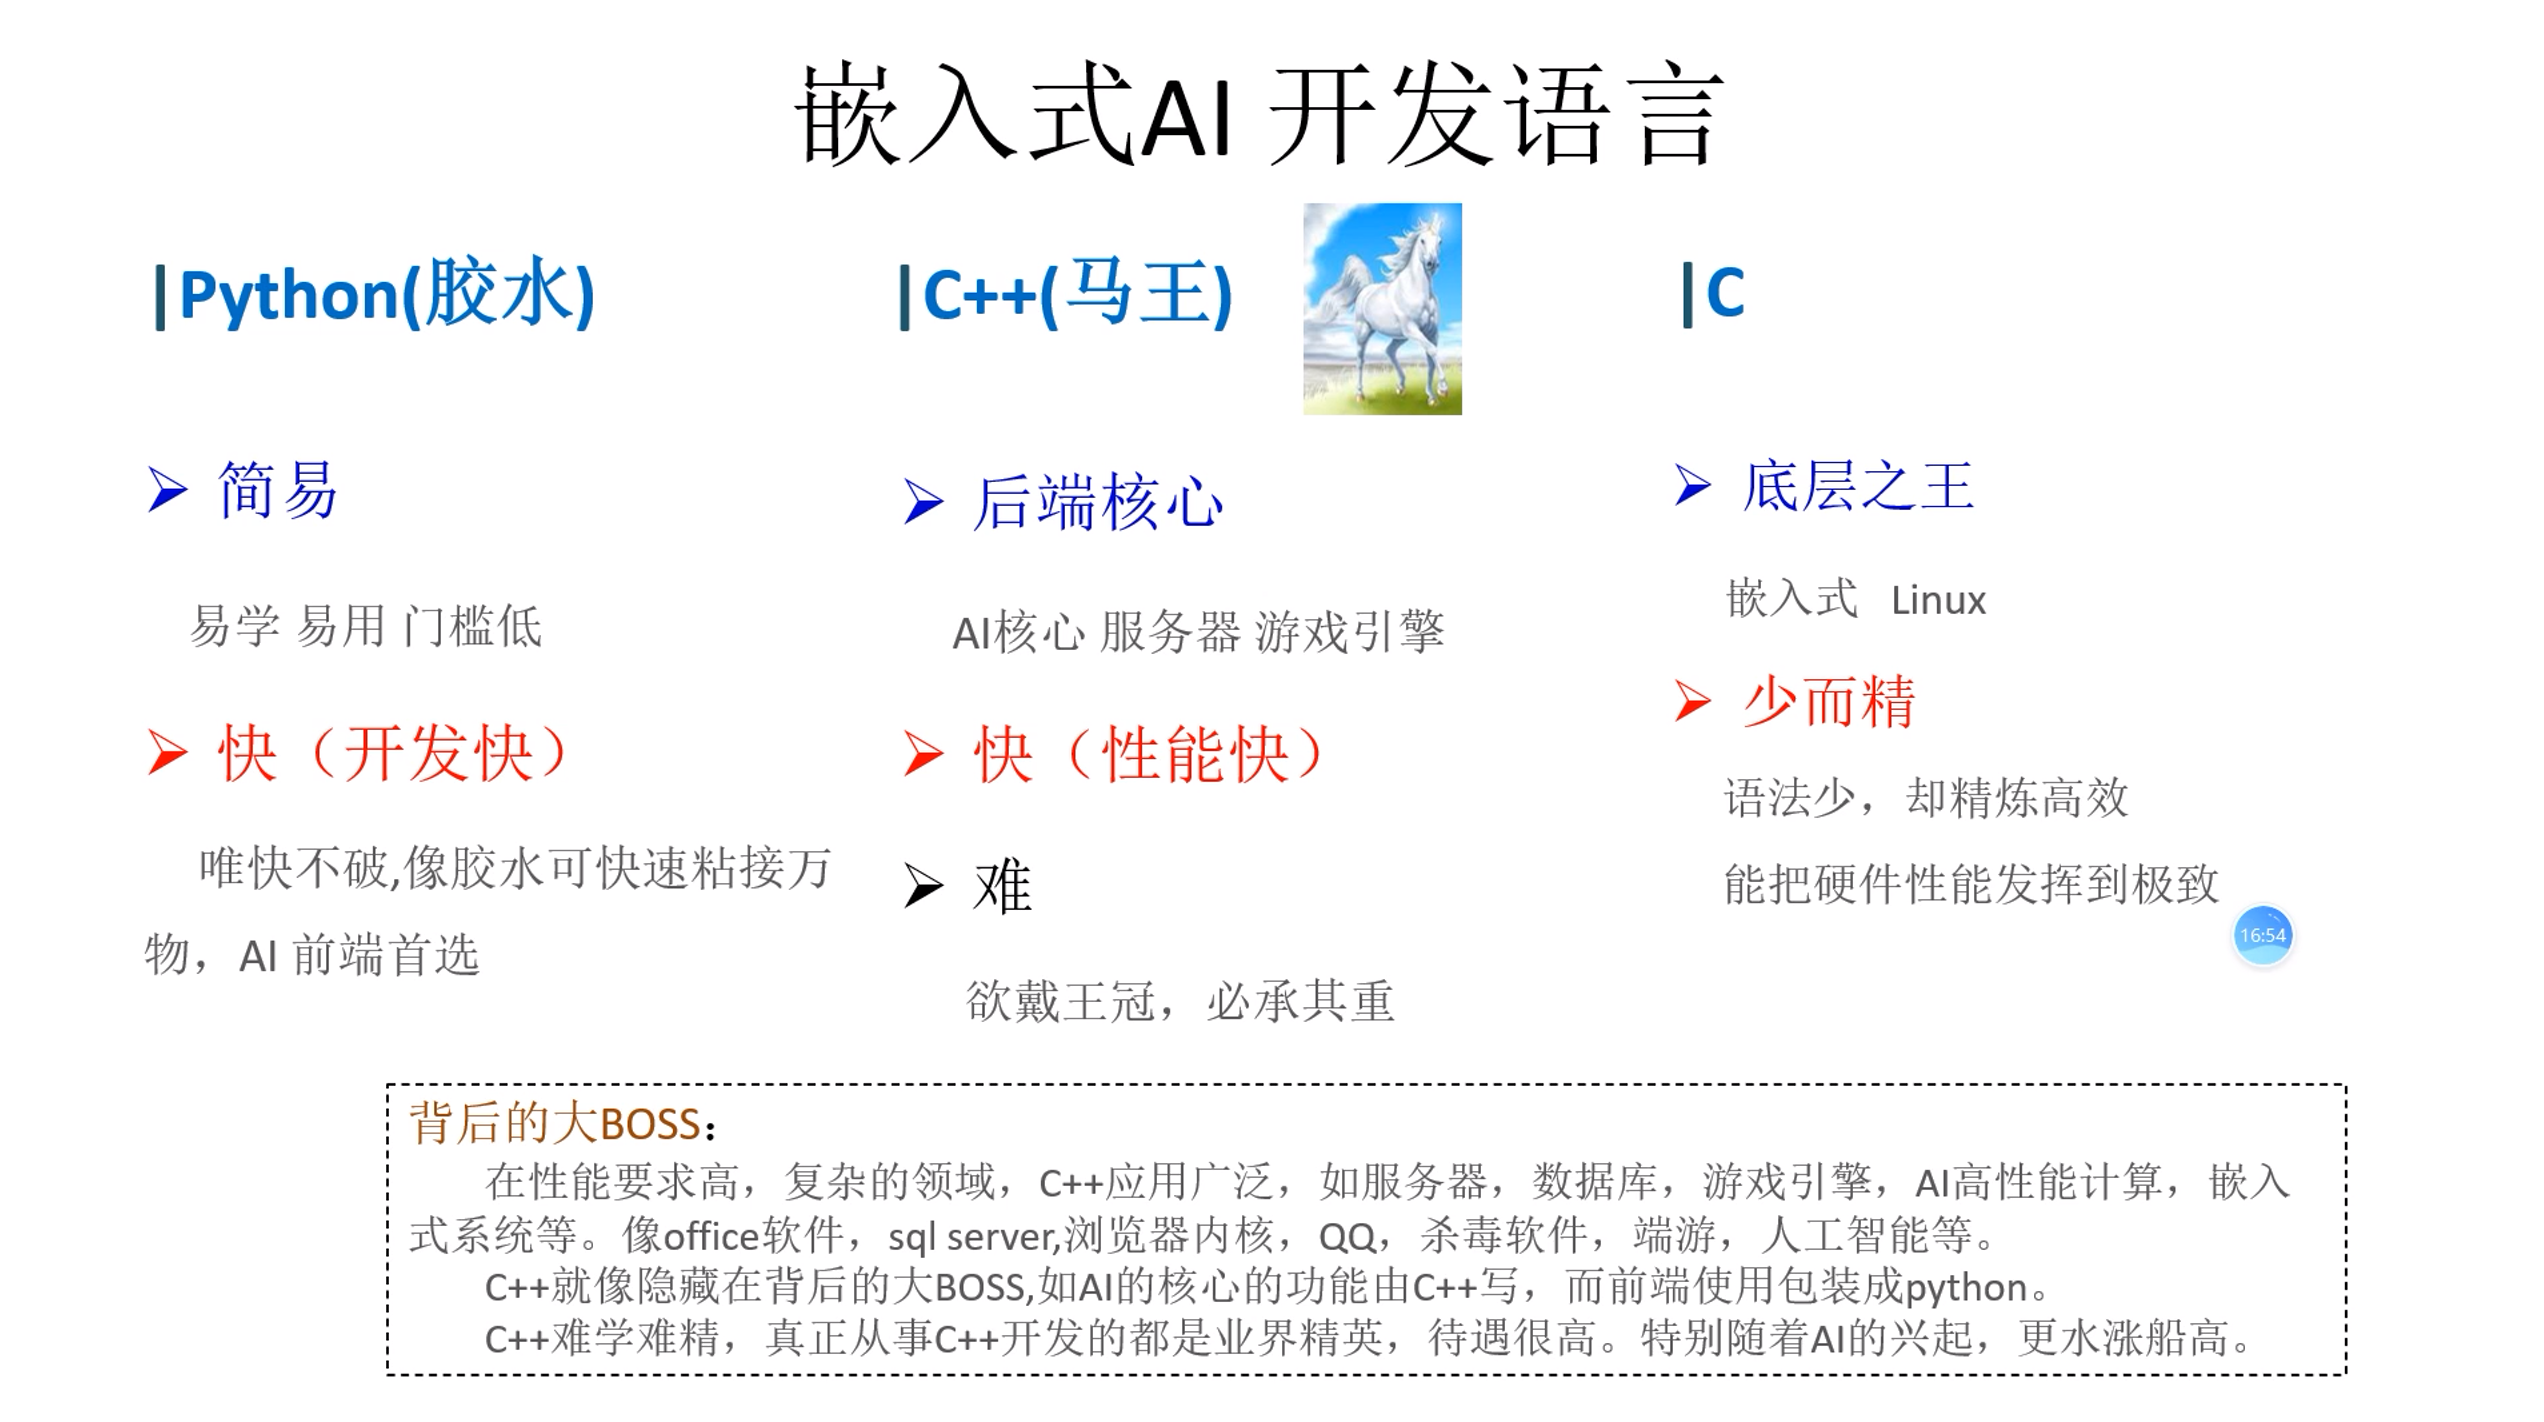 嵌入式AI 开发语言
|Python(胶水)
➢ 简易
易学 易用 门槛低
➢ 快（开发快）
唯快不破,像胶水可快速粘接万
物，AI 前端首选
|C++(马王)
➢ 后端核心
AI核心 服务器 游戏引擎
➢ 快（性能快）
➢ 难
欲戴王冠，必承其重
|C
➢ 底层之王
嵌入式 Linux
➢ 少而精
语法少，却精炼高效
能把硬件性能发挥到极致
16:54
背后的大BOSS：
在性能要求高，复杂的领域，C++应用广泛，如服务器，数据库，游戏引擎，AI高性能计算，嵌入
式系统等。像office软件，sql server,浏览器内核，QQ，杀毒软件，端游，人工智能等。
C++就像隐藏在背后的大BOSS,如AI的核心的功能由C++写，而前端使用包装成python。
C++难学难精，真正从事C++开发的都是业界精英，待遇很高。特别随着AI的兴起，更水涨船高。